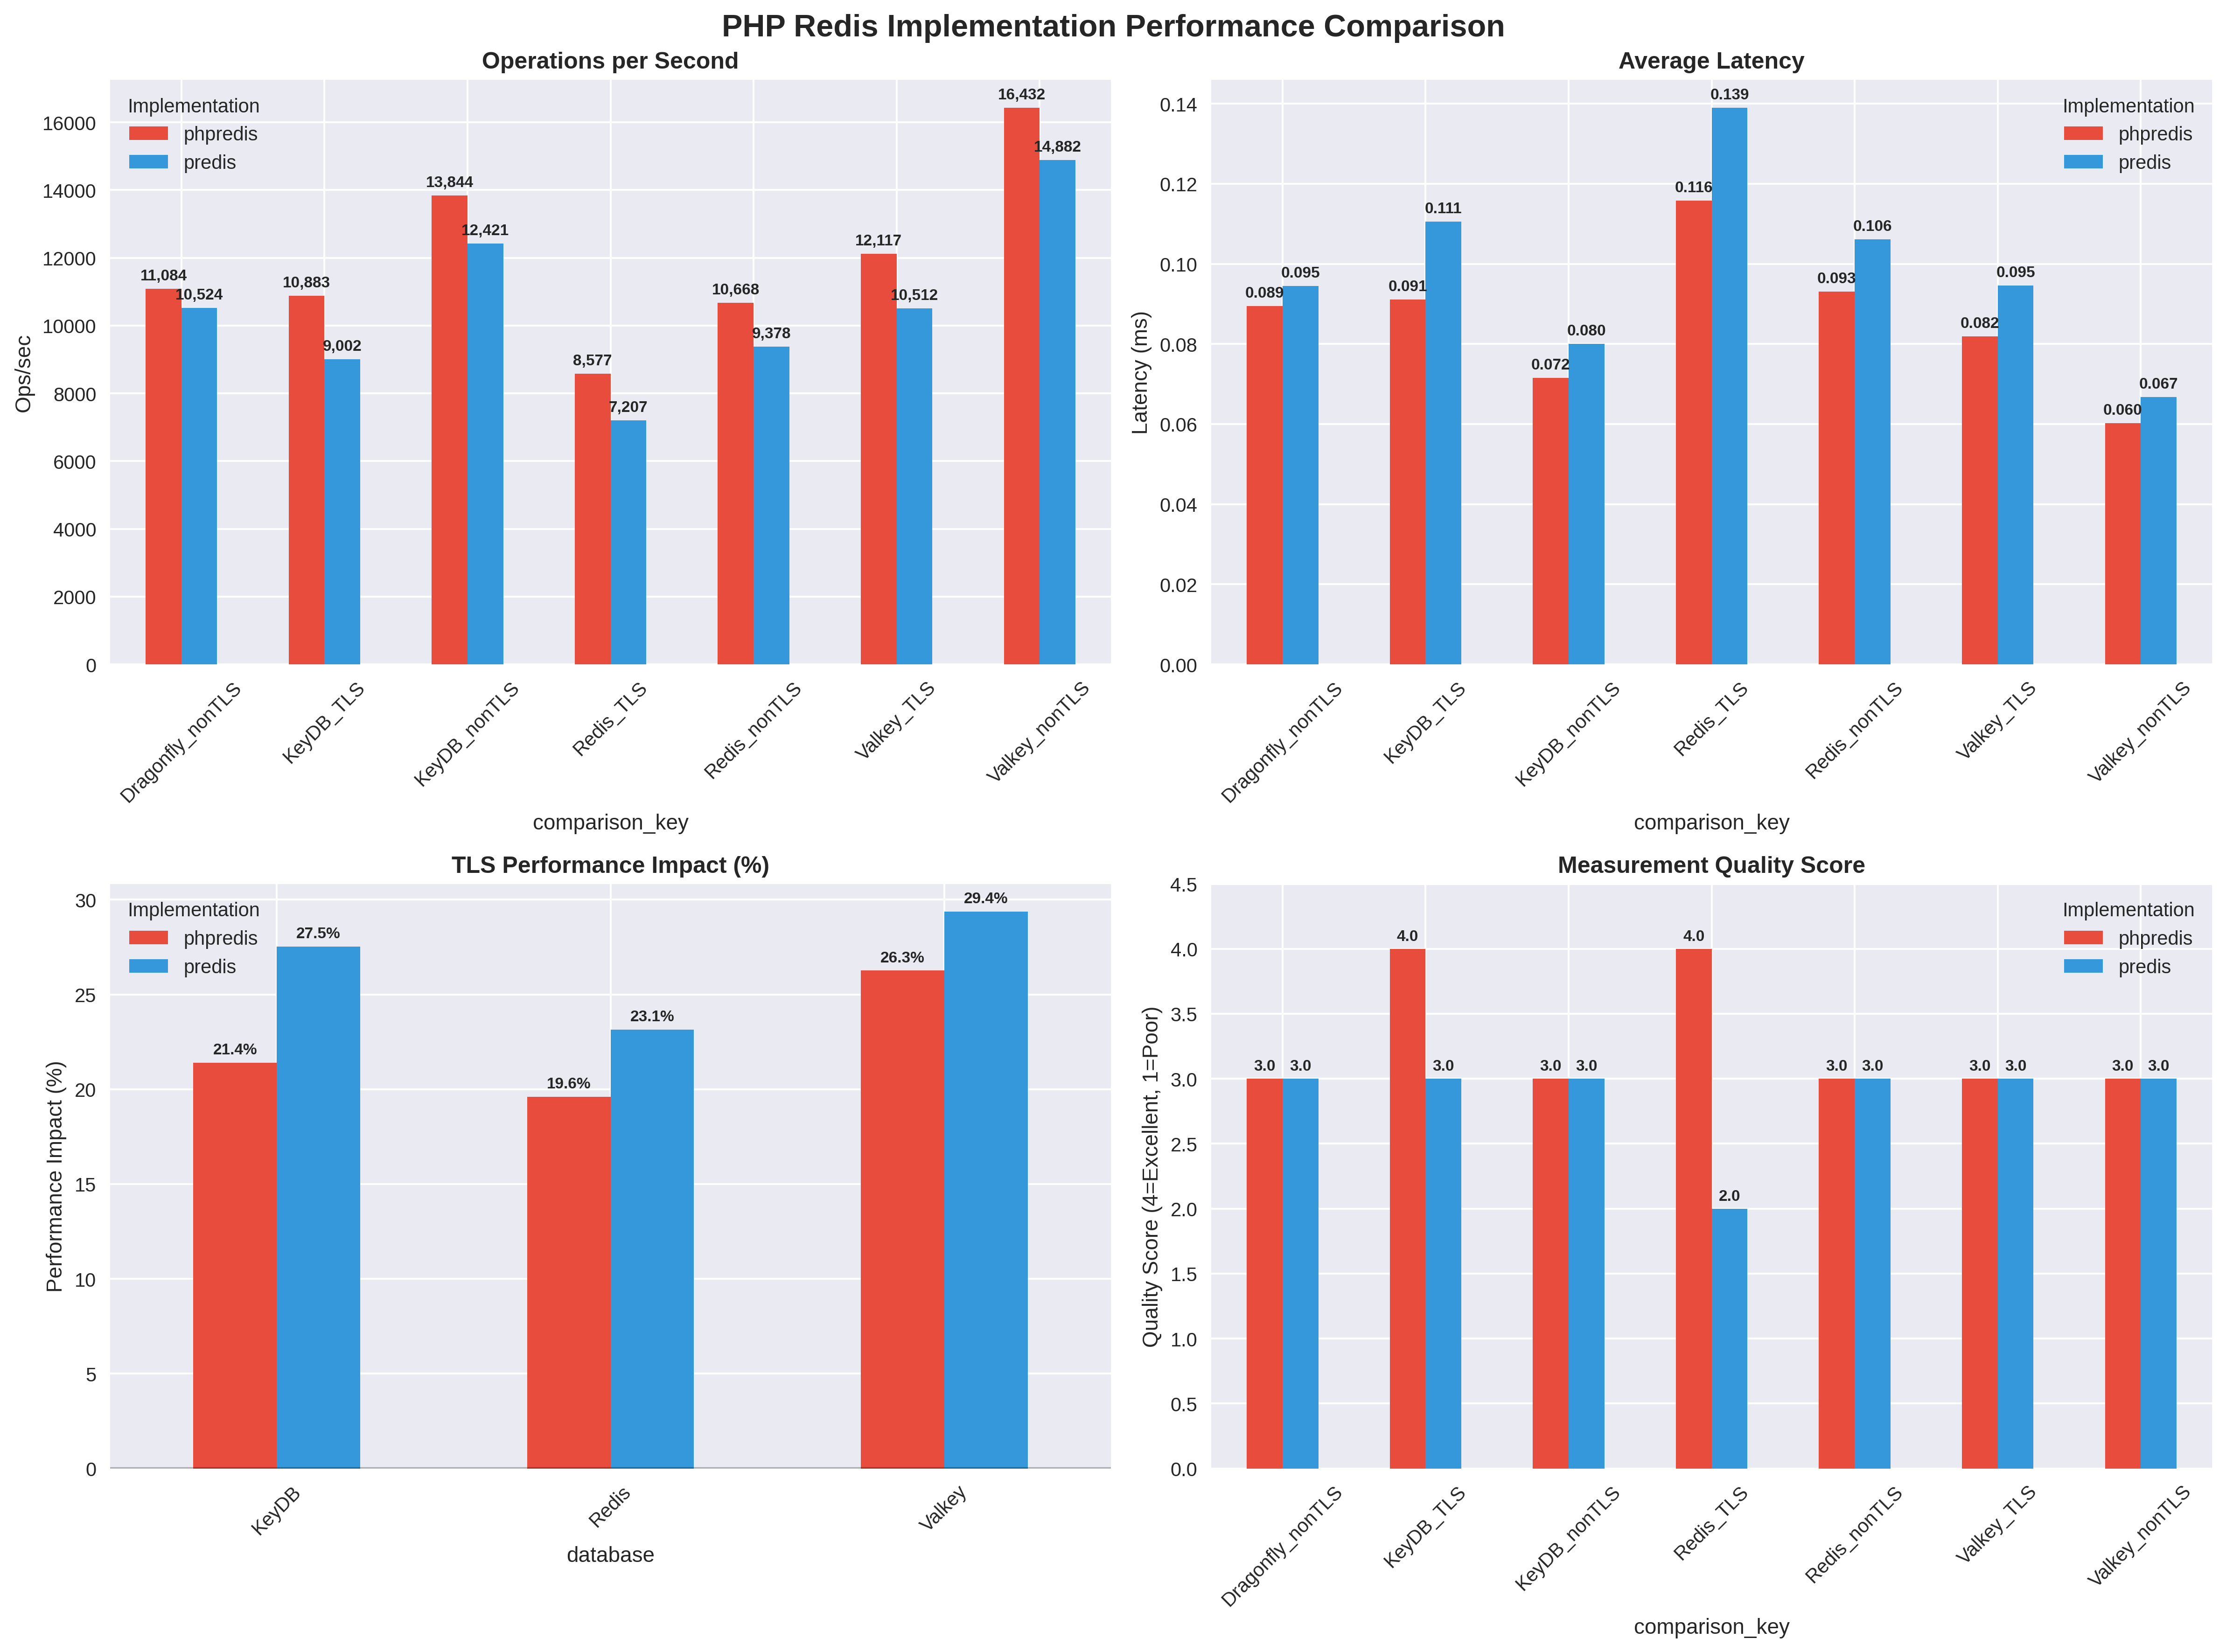 PHP Redis Implementation Performance Comparison
Operations per Second
Implementation
phpredis
predis
Ops/sec
16000
14000
12000
10000
8000
6000
4000
2000
0
11,084
10,524
10,883
9,002
13,844
12,421
8,577
7,207
10,668
9,378
12,117
10,512
16,432
14,882
Dragonfly_nonTLS
KeyDB_TLS
KeyDB_nonTLS
Redis_TLS
Redis_nonTLS
Valkey_TLS
Valkey_nonTLS
comparison_key
Average Latency
Implementation
phpredis
predis
Latency (ms)
0.14
0.12
0.10
0.08
0.06
0.04
0.02
0.00
0.089
0.095
0.091
0.111
0.072
0.080
0.116
0.139
0.093
0.106
0.082
0.095
0.060
0.067
Dragonfly_nonTLS
KeyDB_TLS
KeyDB_nonTLS
Redis_TLS
Redis_nonTLS
Valkey_TLS
Valkey_nonTLS
comparison_key
TLS Performance Impact (%)
Implementation
phpredis
predis
Performance Impact (%)
30
25
20
15
10
5
0
21.4%
27.5%
19.6%
23.1%
26.3%
29.4%
KeyDB
Redis
Valkey
database
Measurement Quality Score
Implementation
phpredis
predis
Quality Score (4=Excellent, 1=Poor)
4.5
4.0
3.5
3.0
2.5
2.0
1.5
1.0
0.5
0.0
3.0
3.0
4.0
3.0
3.0
3.0
4.0
2.0
3.0
3.0
3.0
3.0
3.0
3.0
Dragonfly_nonTLS
KeyDB_TLS
KeyDB_nonTLS
Redis_TLS
Redis_nonTLS
Valkey_TLS
Valkey_nonTLS
comparison_key